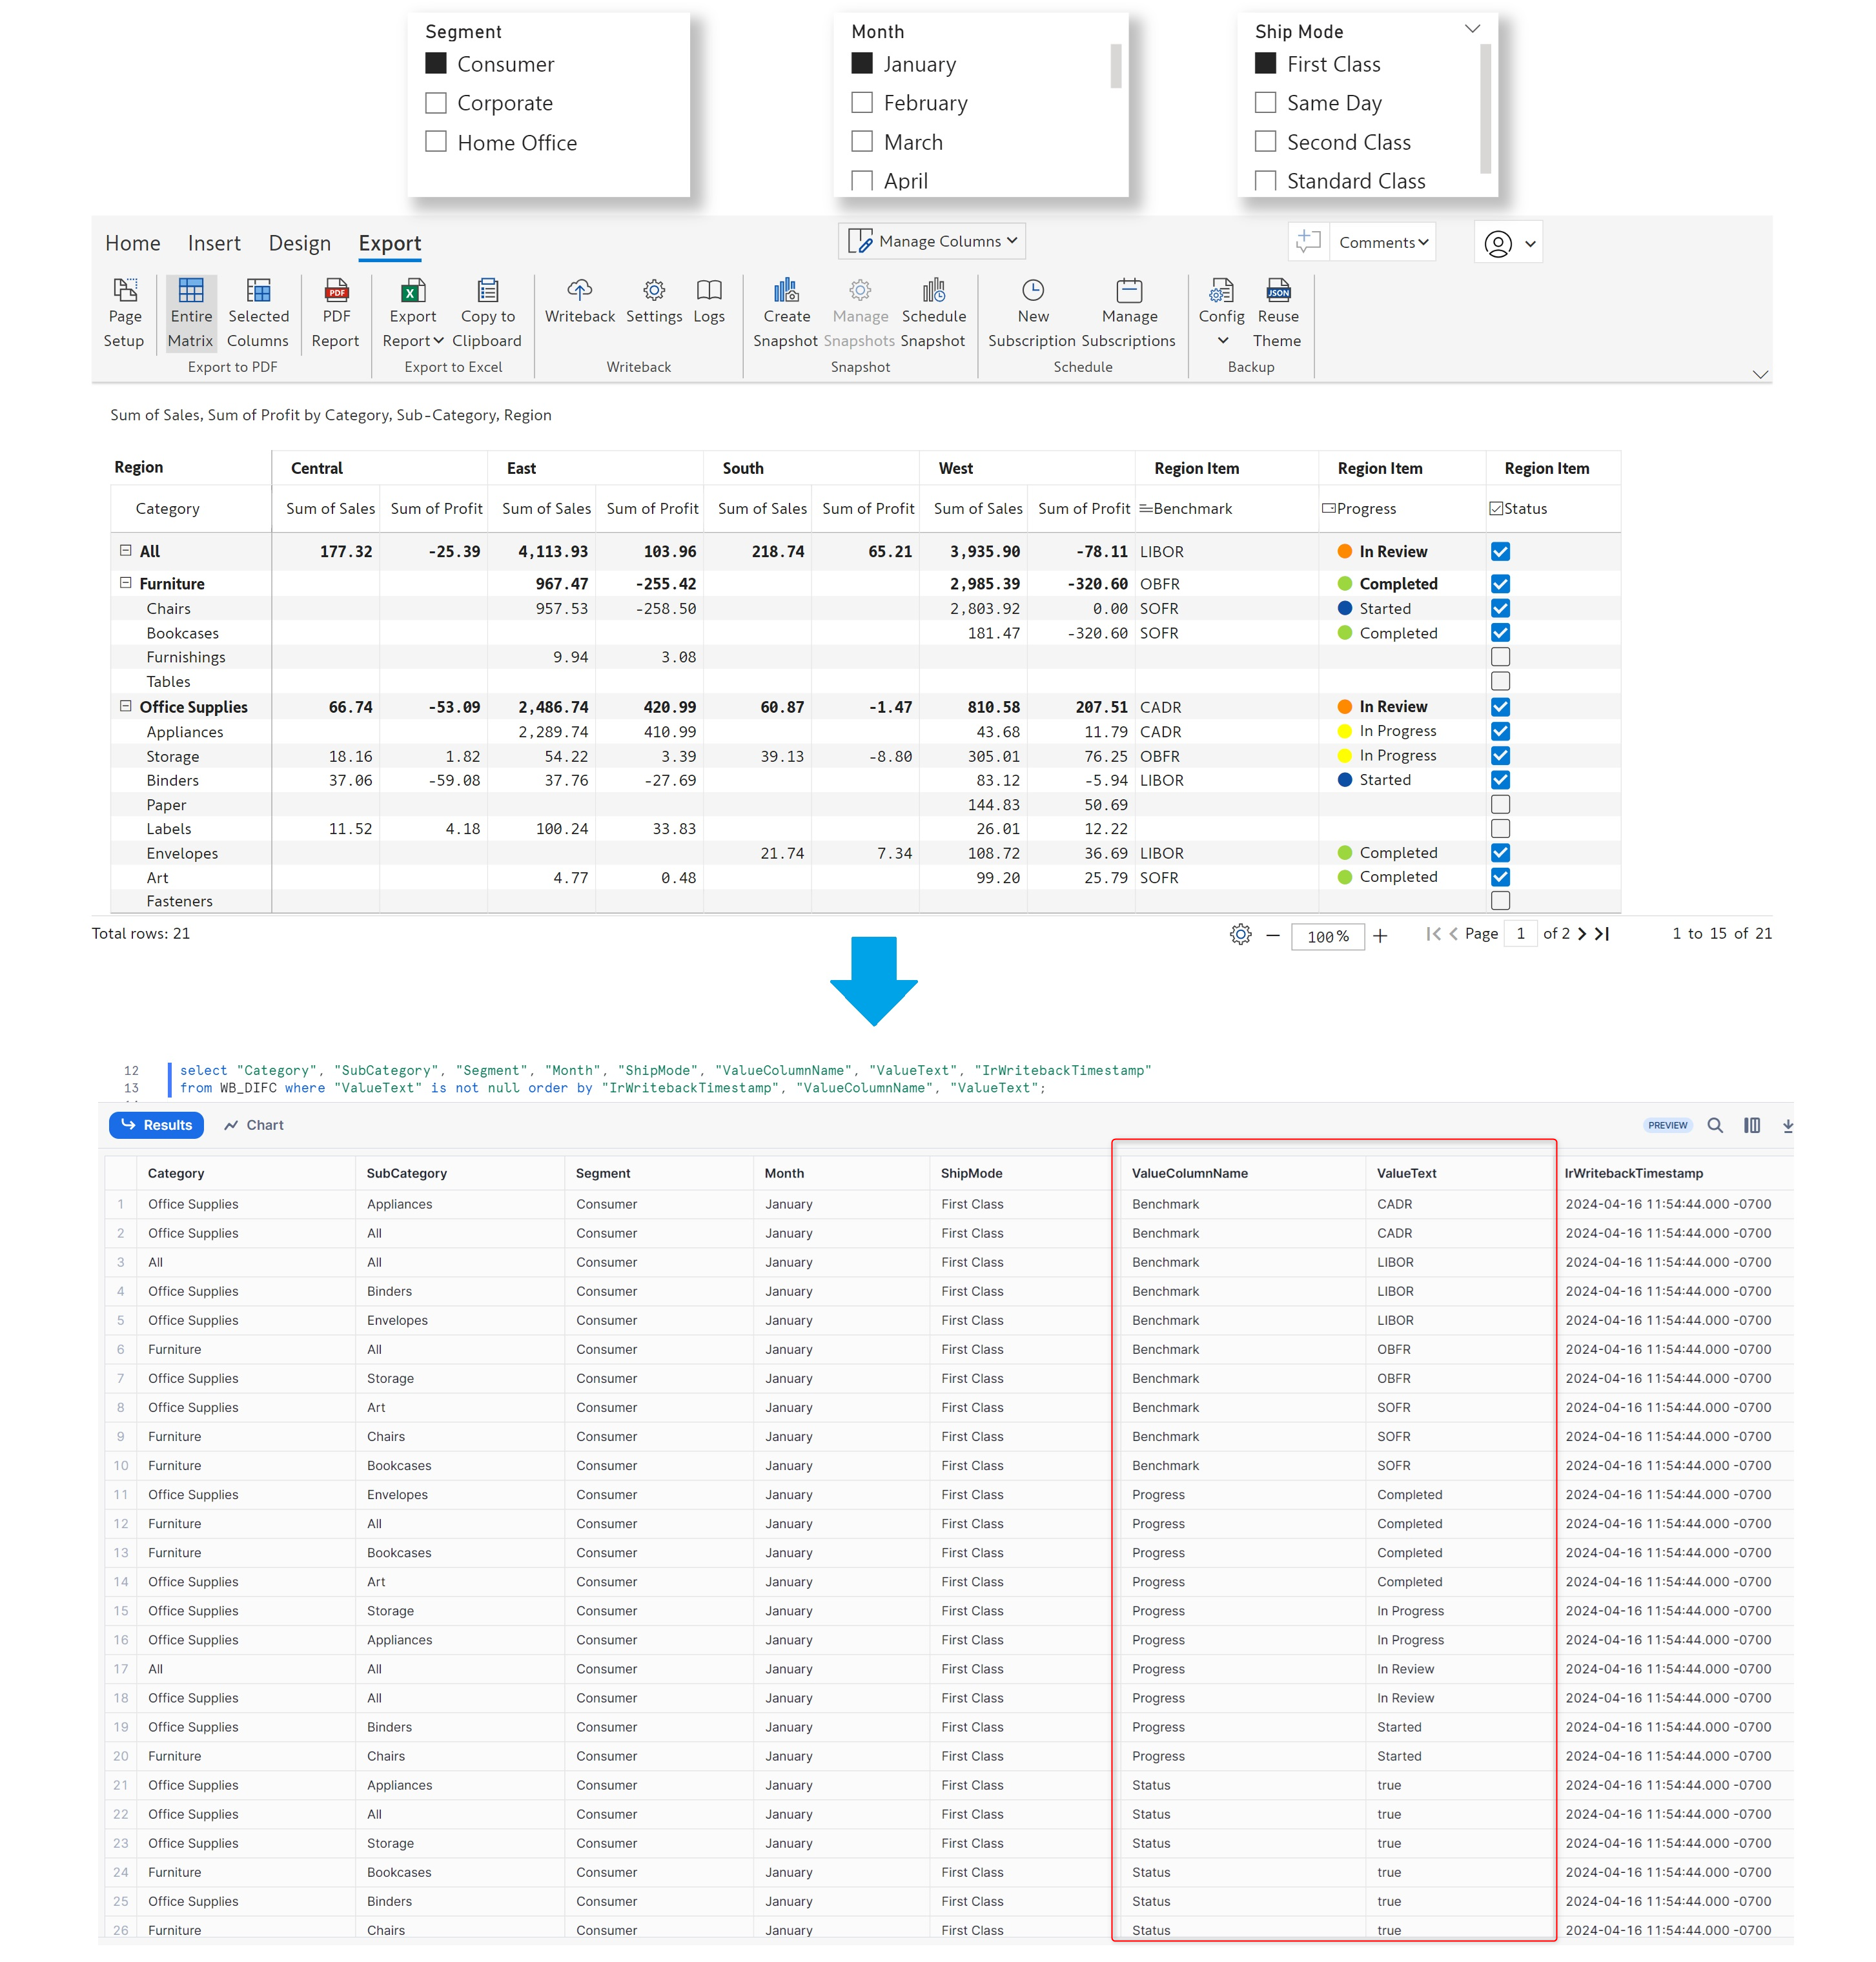 Segment
Consumer
Corporate
Home Office
Month
January
February
March
April
Ship Mode
First Class
Same Day
Second Class
Standard Class
Home Insert Design Export Manage Columns Comments
Page Setup
Entire Matrix
Selected Columns
PDF Report
Export Report
Copy to Clipboard
Writeback
Settings
Logs
Create Snapshot
Manage Snapshots
Schedule Snapshot
New Subscription
Manage Subscriptions
Config
Reuse Theme
Export to PDF Export to Excel Writeback Snapshot Schedule Backup
Sum of Sales, Sum of Profit by Category, Sub-Category, Region
Region Central East South West Region Item Region Item Region Item
Category Sum of Sales Sum of Profit Sum of Sales Sum of Profit Sum of Sales Sum of Profit Sum of Sales Sum of Profit Benchmark Progress Status
All 177.32 -25.39 4,113.93 103.96 218.74 65.21 3,935.90 -78.11 LIBOR In Review
Furniture 967.47 -255.42 2,985.39 -320.60 OBFR Completed
Chairs 957.53 -258.50 2,803.92 0.00 SOFR Started
Bookcases 181.47 -320.60 SOFR Completed
Furnishings 9.94 3.08
Tables
Office Supplies 66.74 -53.09 2,486.74 420.99 60.87 -1.47 810.58 207.51 CADR In Review
Appliances 2,289.74 410.99 43.68 11.79 CADR In Progress
Storage 18.16 1.82 54.22 3.39 39.13 -8.80 305.01 76.25 OBFR In Progress
Binders 37.06 -59.08 37.76 -27.69 83.12 -5.94 LIBOR Started
Paper 144.83 50.69
Labels 11.52 4.18 100.24 33.83 26.01 12.22
Envelopes 21.74 7.34 108.72 36.69 LIBOR Completed
Art 4.77 0.48 99.20 25.79 SOFR Completed
Fasteners
Total rows: 21 100% Page 1 of 2 1 to 15 of 21
12 select "Category", "SubCategory", "Segment", "Month", "ShipMode", "ValueColumnName", "ValueText", "IrWritebackTimestamp"
13 from WB_DIFC where "ValueText" is not null order by "IrWritebackTimestamp", "ValueColumnName", "ValueText";
Results Chart PREVIEW
Category SubCategory Segment Month ShipMode ValueColumnName ValueText IrWritebackTimestamp
1 Office Supplies Appliances Consumer January First Class Benchmark CADR 2024-04-16 11:54:44.000 -0700
2 Office Supplies All Consumer January First Class Benchmark CADR 2024-04-16 11:54:44.000 -0700
3 All All Consumer January First Class Benchmark LIBOR 2024-04-16 11:54:44.000 -0700
4 Office Supplies Binders Consumer January First Class Benchmark LIBOR 2024-04-16 11:54:44.000 -0700
5 Office Supplies Envelopes Consumer January First Class Benchmark LIBOR 2024-04-16 11:54:44.000 -0700
6 Furniture All Consumer January First Class Benchmark OBFR 2024-04-16 11:54:44.000 -0700
7 Office Supplies Storage Consumer January First Class Benchmark OBFR 2024-04-16 11:54:44.000 -0700
8 Office Supplies Art Consumer January First Class Benchmark SOFR 2024-04-16 11:54:44.000 -0700
9 Furniture Chairs Consumer January First Class Benchmark SOFR 2024-04-16 11:54:44.000 -0700
10 Furniture Bookcases Consumer January First Class Benchmark SOFR 2024-04-16 11:54:44.000 -0700
11 Office Supplies Envelopes Consumer January First Class Progress Completed 2024-04-16 11:54:44.000 -0700
12 Furniture All Consumer January First Class Progress Completed 2024-04-16 11:54:44.000 -0700
13 Furniture Bookcases Consumer January First Class Progress Completed 2024-04-16 11:54:44.000 -0700
14 Office Supplies Art Consumer January First Class Progress Completed 2024-04-16 11:54:44.000 -0700
15 Office Supplies Storage Consumer January First Class Progress In Progress 2024-04-16 11:54:44.000 -0700
16 Office Supplies Appliances Consumer January First Class Progress In Progress 2024-04-16 11:54:44.000 -0700
17 All All Consumer January First Class Progress In Review 2024-04-16 11:54:44.000 -0700
18 Office Supplies All Consumer January First Class Progress In Review 2024-04-16 11:54:44.000 -0700
19 Office Supplies Binders Consumer January First Class Progress Started 2024-04-16 11:54:44.000 -0700
20 Furniture Chairs Consumer January First Class Progress Started 2024-04-16 11:54:44.000 -0700
21 Office Supplies Appliances Consumer January First Class Status true 2024-04-16 11:54:44.000 -0700
22 Office Supplies All Consumer January First Class Status true 2024-04-16 11:54:44.000 -0700
23 Office Supplies Storage Consumer January First Class Status true 2024-04-16 11:54:44.000 -0700
24 Furniture Bookcases Consumer January First Class Status true 2024-04-16 11:54:44.000 -0700
25 Office Supplies Binders Consumer January First Class Status true 2024-04-16 11:54:44.000 -0700
26 Furniture Chairs Consumer January First Class Status true 2024-04-16 11:54:44.000 -0700